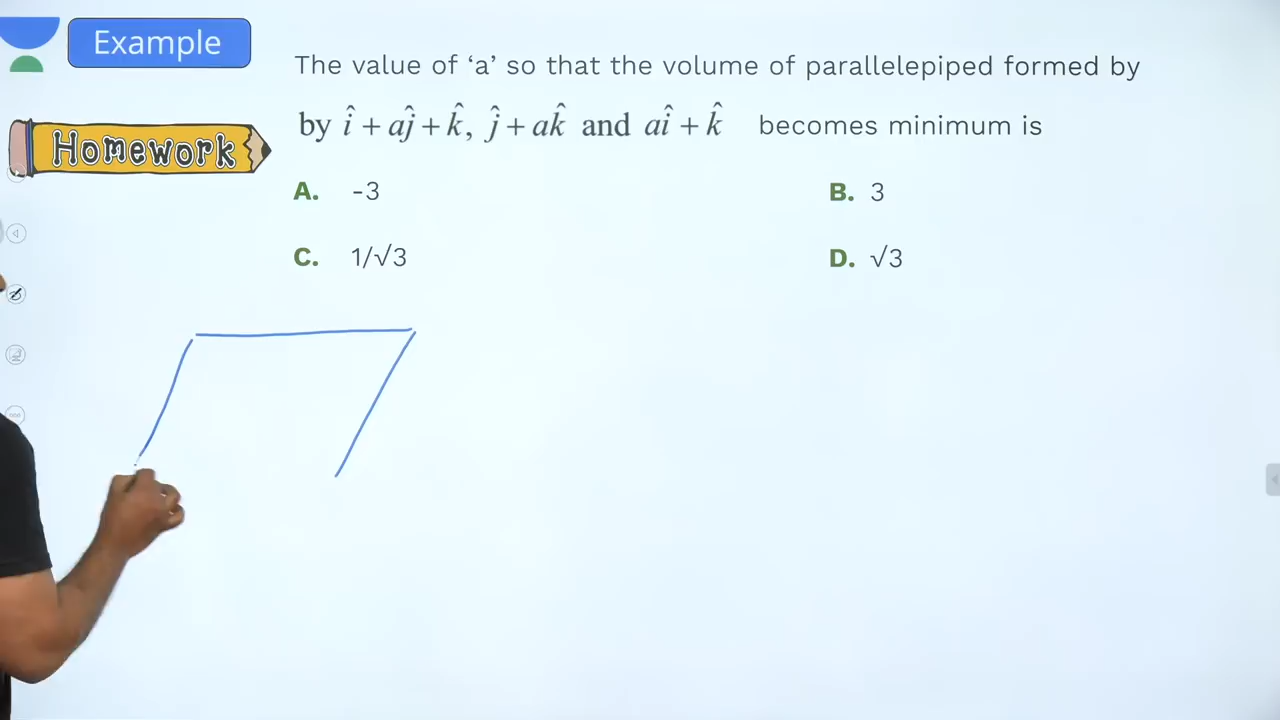 Example
The value of ‘a’ so that the volume of parallelepiped formed by
Homework
by î + aĵ + k̂, ĵ + ak̂ and aî + k̂ becomes minimum is
A. -3
B. 3
C. 1/√3
D. √3